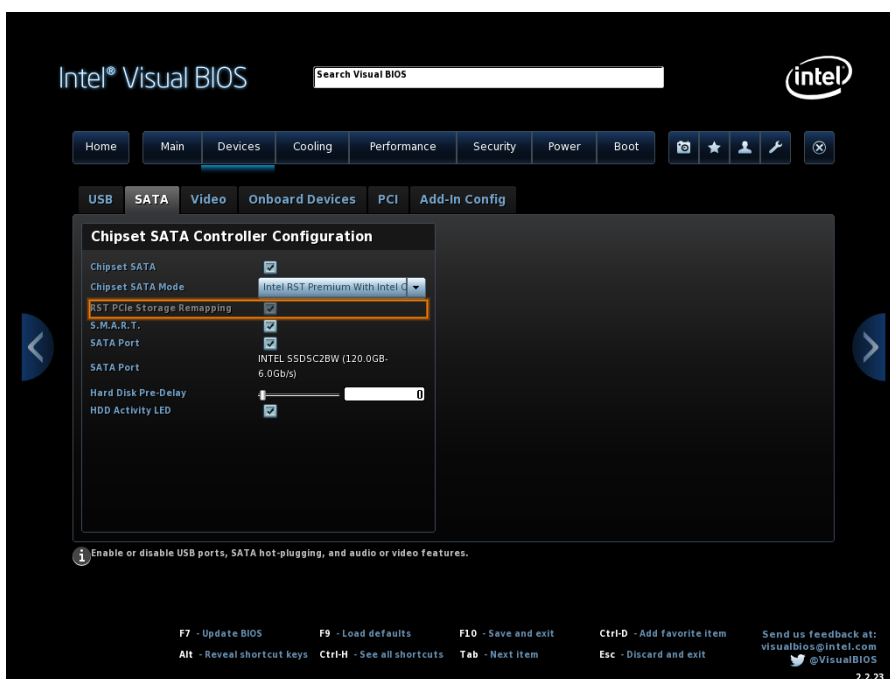 Intel® Visual BIOS
Search Visual BIOS
intel
Home Main Devices Cooling Performance Security Power Boot
USB SATA Video Onboard Devices PCI Add-In Config
Chipset SATA Controller Configuration
Chipset SATA
Chipset SATA Mode Intel RST Premium With Intel O
RST PCIe Storage Remapping
S.M.A.R.T.
SATA Port
SATA Port INTEL SSDSC2BW (120.0GB-
6.0Gb/s)
Hard Disk Pre-Delay 0
HDD Activity LED
Enable or disable USB ports, SATA hot-plugging, and audio or video features.
F7 - Update BIOS F9 - Load defaults F10 - Save and exit Ctrl-D - Add favorite item
Alt - Reveal shortcut keys Ctrl-H - See all shortcuts Tab - Next item Esc - Discard and exit
Send us feedback at:
visualbios@intel.com
@VisualBIOS
2.2.23